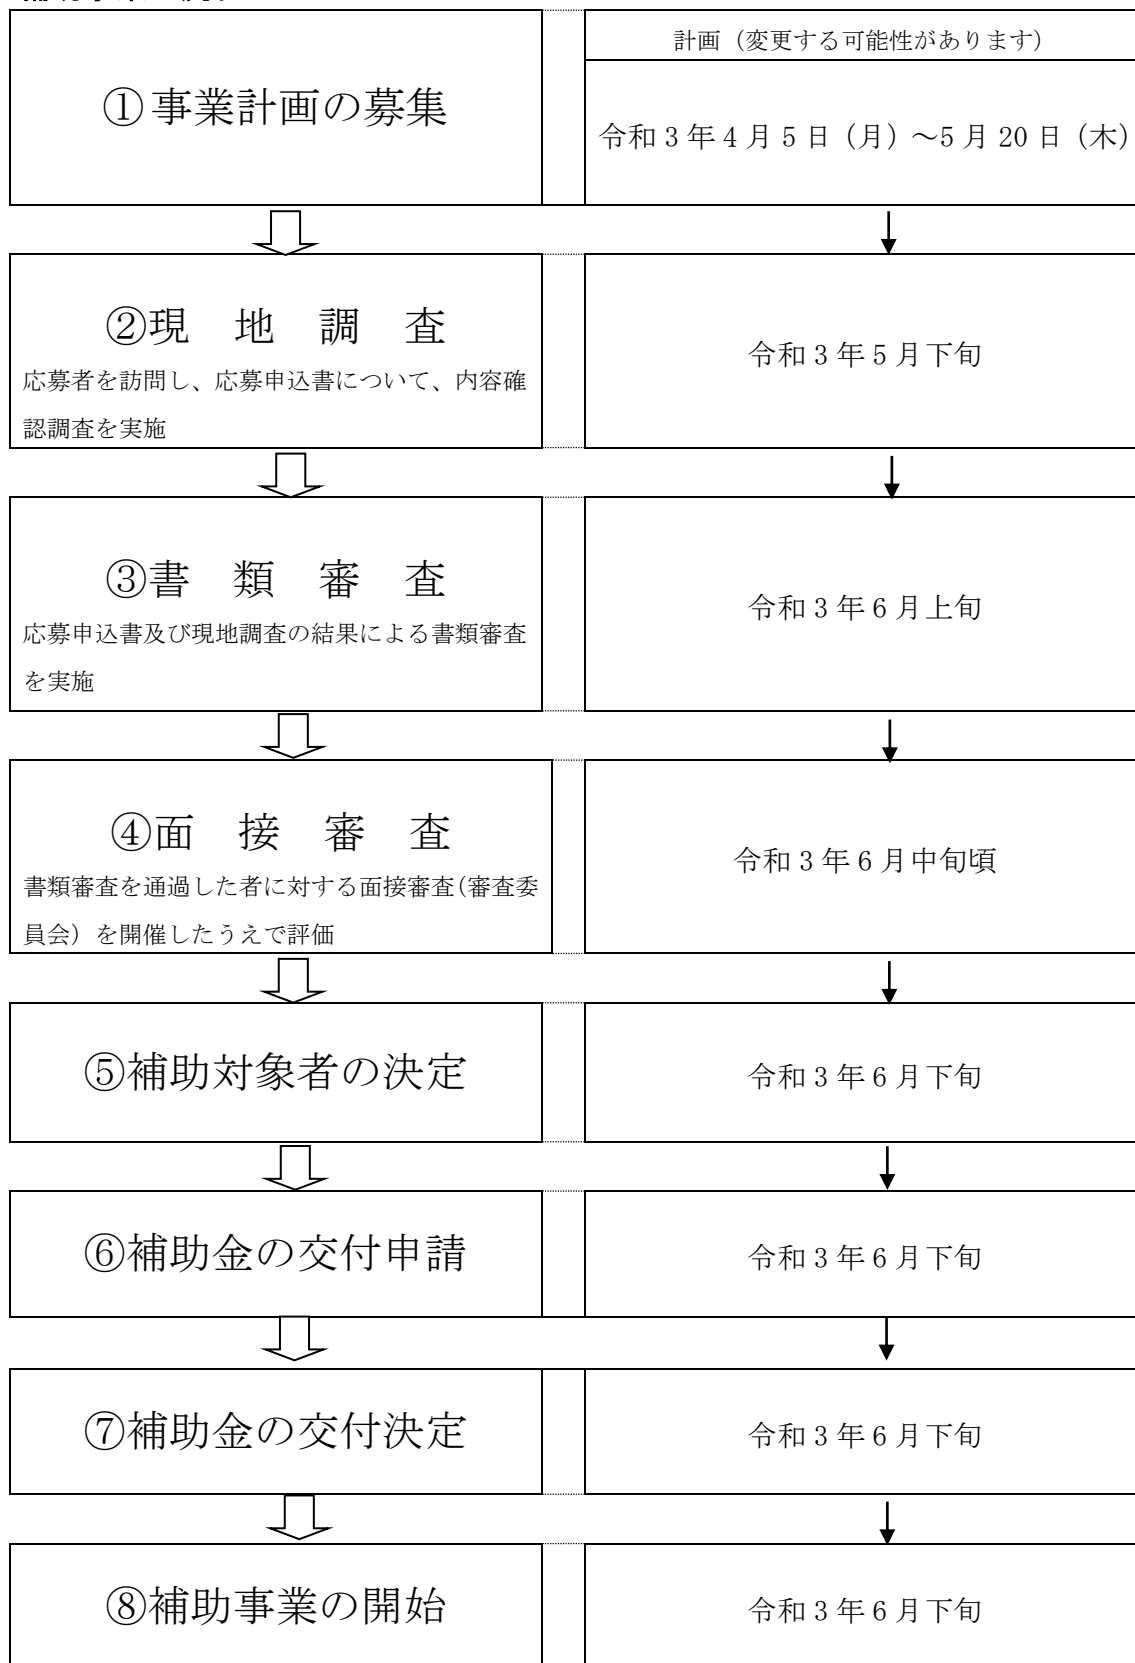 計画（変更する可能性があります）
①事業計画の募集
令和３年４月５日（月）～5月20日（木）
②現　地　調　査
応募者を訪問し、応募申込書について、内容確
認調査を実施
令和３年５月下旬
③書　類　審　査
応募申込書及び現地調査の結果による書類審査
を実施
令和３年６月上旬
④面　接　審　査
書類審査を通過した者に対する面接審査(審査委
員会）を開催したうえで評価
令和３年６月中旬頃
⑤補助対象者の決定
令和３年６月下旬
⑥補助金の交付申請
令和３年６月下旬
⑦補助金の交付決定
令和３年６月下旬
⑧補助事業の開始
令和３年６月下旬